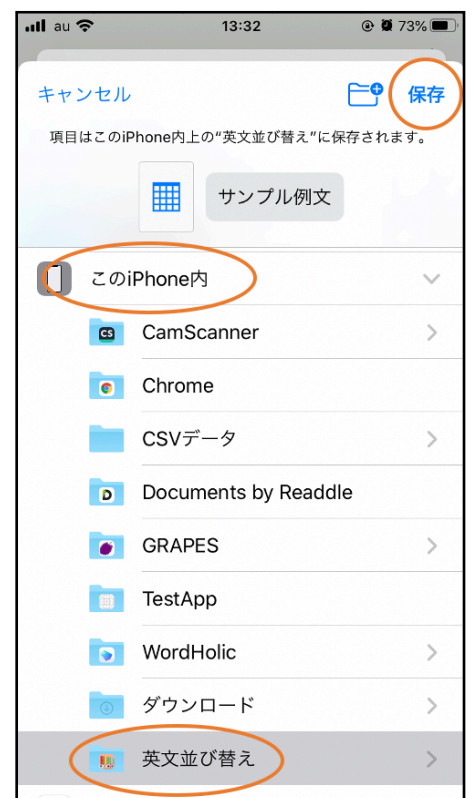 au 13:32 73%
キャンセル 保存
項目はこのiPhone内上の“英文並び替え”に保存されます。
サンプル例文
このiPhone内
CS CamScanner
Chrome
CSVデータ
D Documents by Readdle
GRAPES
TestApp
WordHolic
ダウンロード
英文並び替え